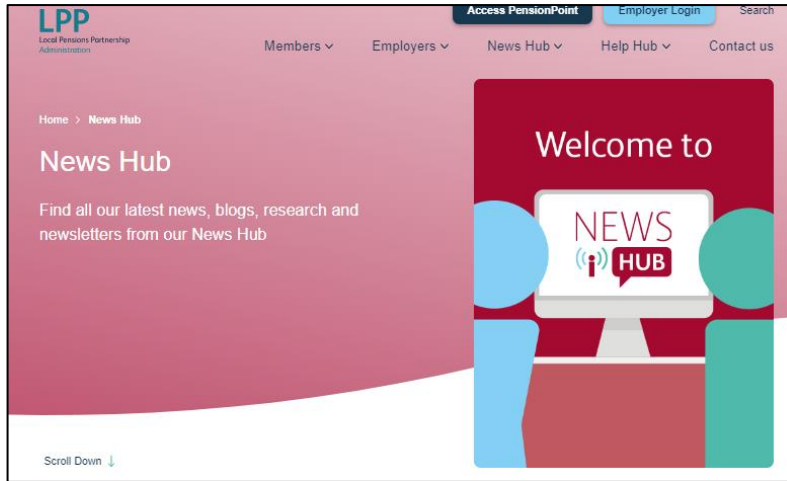 LPP
Local Pensions Partnership
Administration
Access PensionPoint
Employer Login
Search
Members
Employers
News Hub
Help Hub
Contact us
Home > News Hub
News Hub
Find all our latest news, blogs, research and
newsletters from our News Hub
Welcome to
NEWS
i HUB
Scroll Down ↓